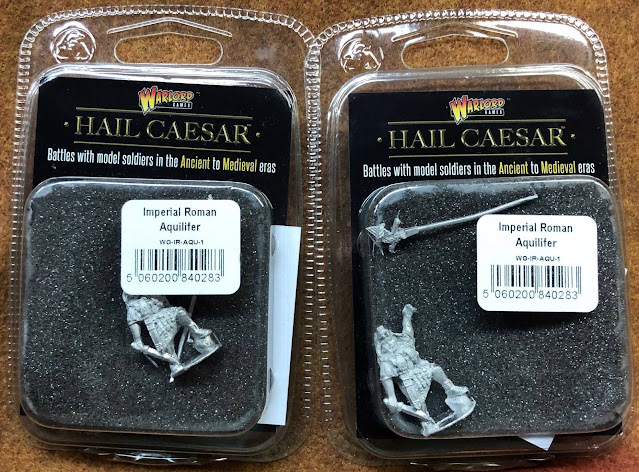 WARLORD
GAMES
HAIL CAESAR™
Battles with model soldiers in the Ancient to Medieval eras
Imperial Roman
Aquilifer
WG-IR-AQU-1
5 060200 840283
WARLORD
GAMES
HAIL CAESAR™
Battles with model soldiers in the Ancient to Medieval eras
Imperial Roman
Aquilifer
WG-IR-AQU-1
5 060200 840283